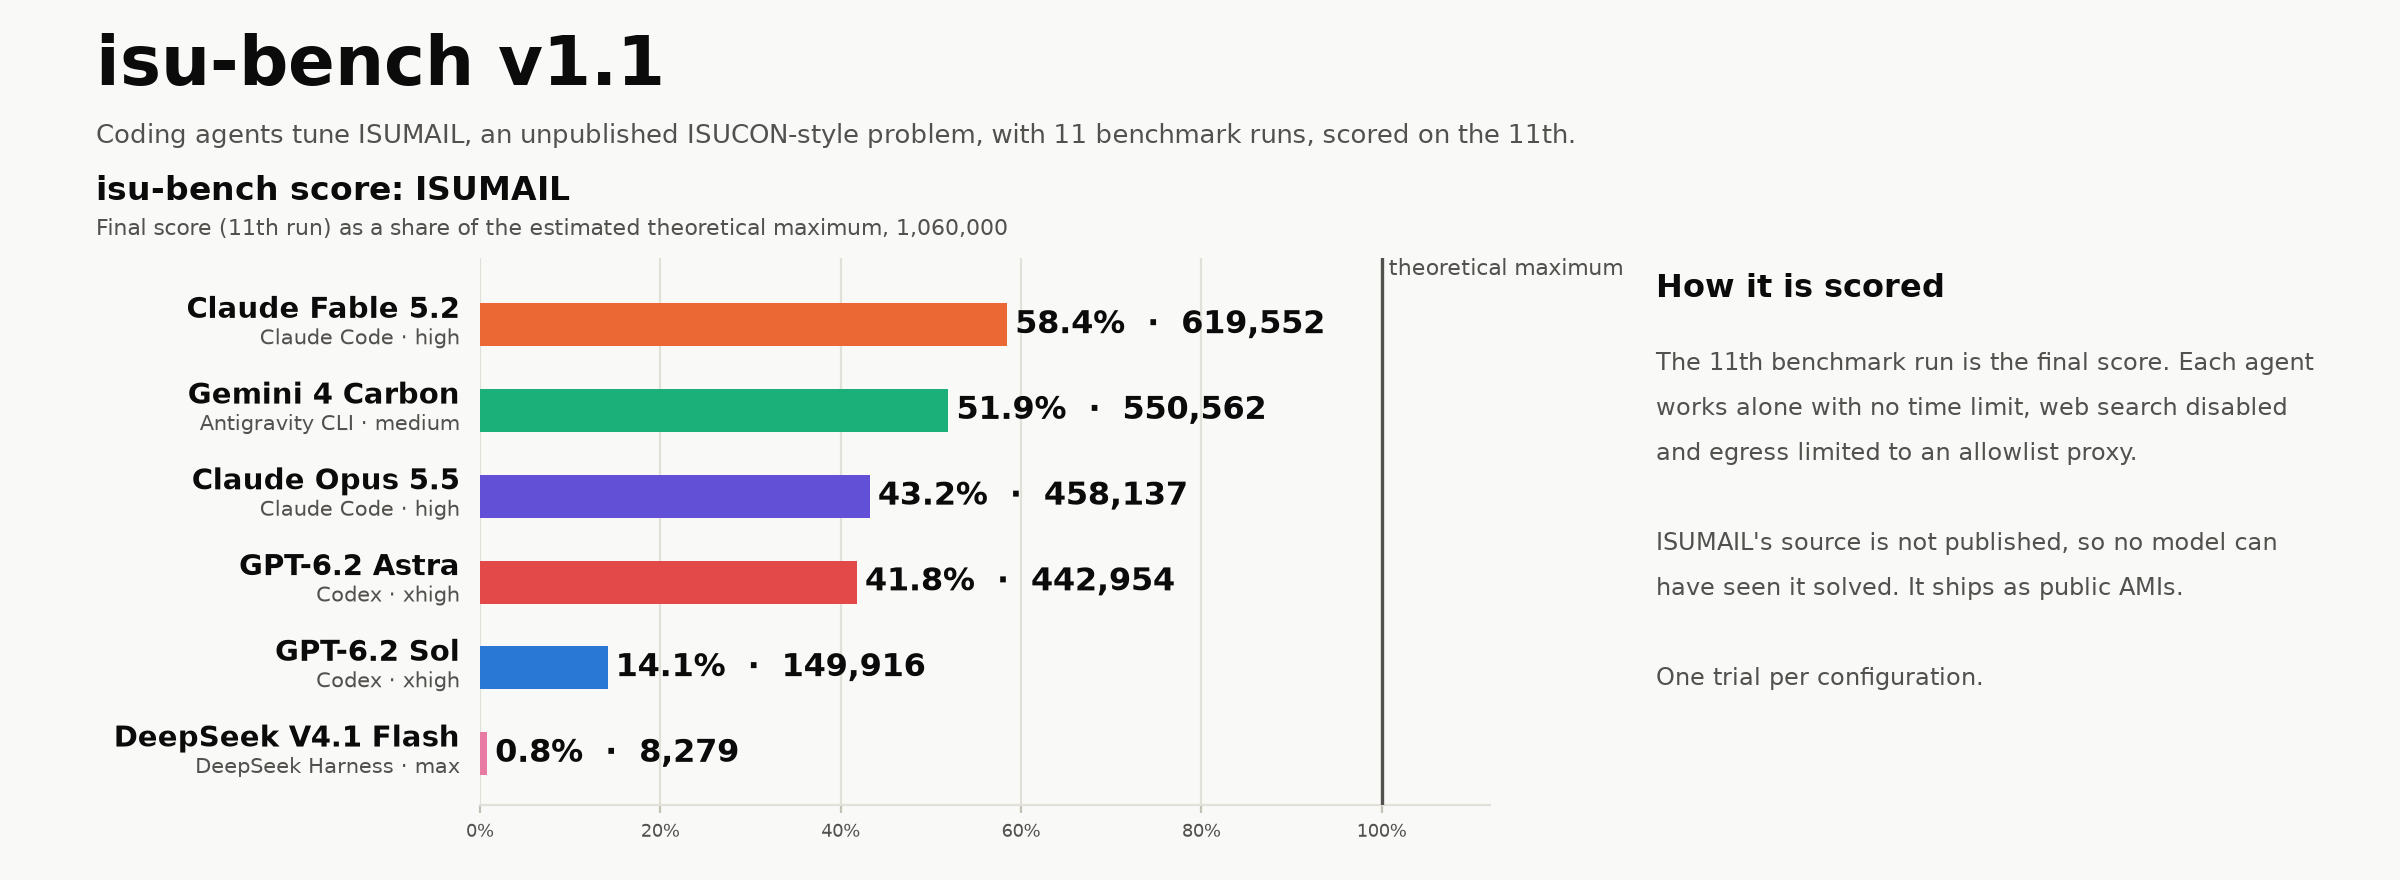 isu-bench v1.1
Coding agents tune ISUMAIL, an unpublished ISUCON-style problem, with 11 benchmark runs, scored on the 11th.
isu-bench score: ISUMAIL
Final score (11th run) as a share of the estimated theoretical maximum, 1,060,000
theoretical maximum
Claude Fable 5.2
Claude Code · high
58.4% · 619,552
Gemini 4 Carbon
Antigravity CLI · medium
51.9% · 550,562
Claude Opus 5.5
Claude Code · high
43.2% · 458,137
GPT-6.2 Astra
Codex · xhigh
41.8% · 442,954
GPT-6.2 Sol
Codex · xhigh
14.1% · 149,916
DeepSeek V4.1 Flash
DeepSeek Harness · max
0.8% · 8,279
0% 20% 40% 60% 80% 100%
How it is scored
The 11th benchmark run is the final score. Each agent
works alone with no time limit, web search disabled
and egress limited to an allowlist proxy.
ISUMAIL's source is not published, so no model can
have seen it solved. It ships as public AMIs.
One trial per configuration.